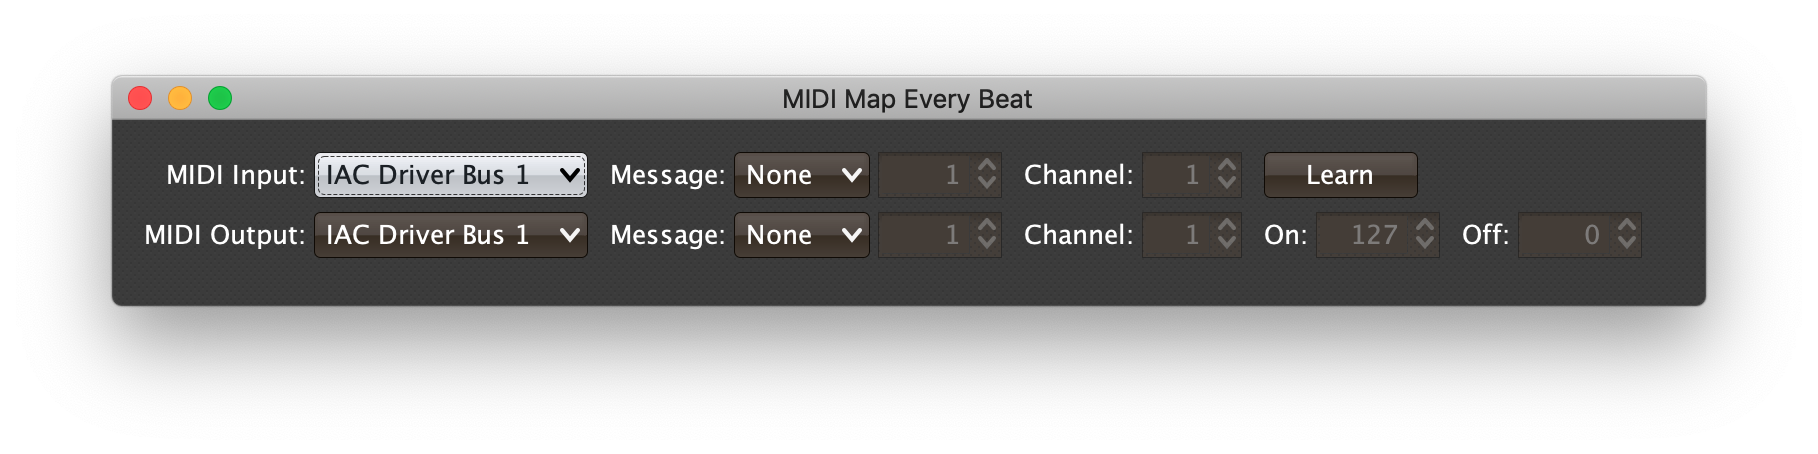 MIDI Map Every Beat
MIDI Input: IAC Driver Bus 1 Message: None 1 Channel: 1 Learn
MIDI Output: IAC Driver Bus 1 Message: None 1 Channel: 1 On: 127 Off: 0